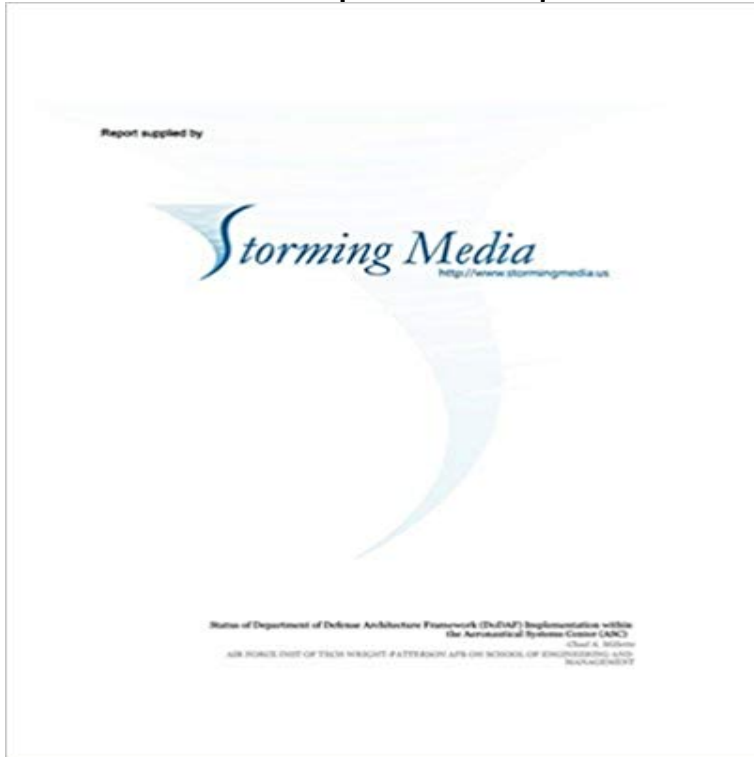 Report supplied by
Storming Media
http://www.stormingmedia.us
Status of Department of Defense Architecture Framework (DoDAF) Implementation within
the Aeronautical Systems Center (ASC)
Chad A. Millette
AIR FORCE INST OF TECH WRIGHT-PATTERSON AFB OH SCHOOL OF ENGINEERING AND
MANAGEMENT